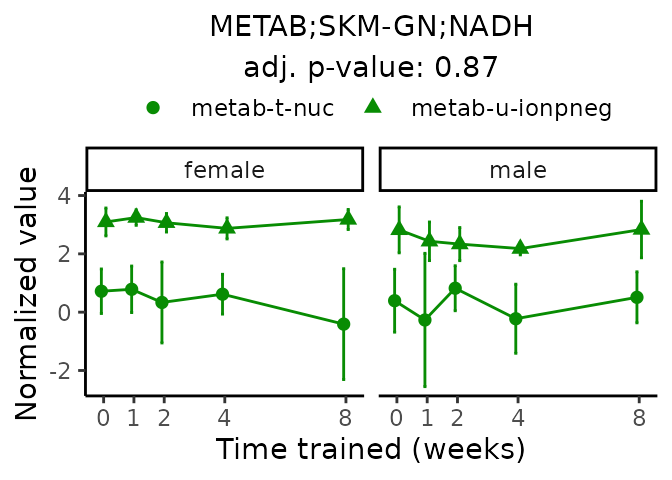 METAB;SKM-GN;NADH
adj. p-value: 0.87
metab-t-nuc metab-u-ionpneg
female male
Normalized value
4
2
0
-2
0 1 2 4 8 0 1 2 4 8
Time trained (weeks)